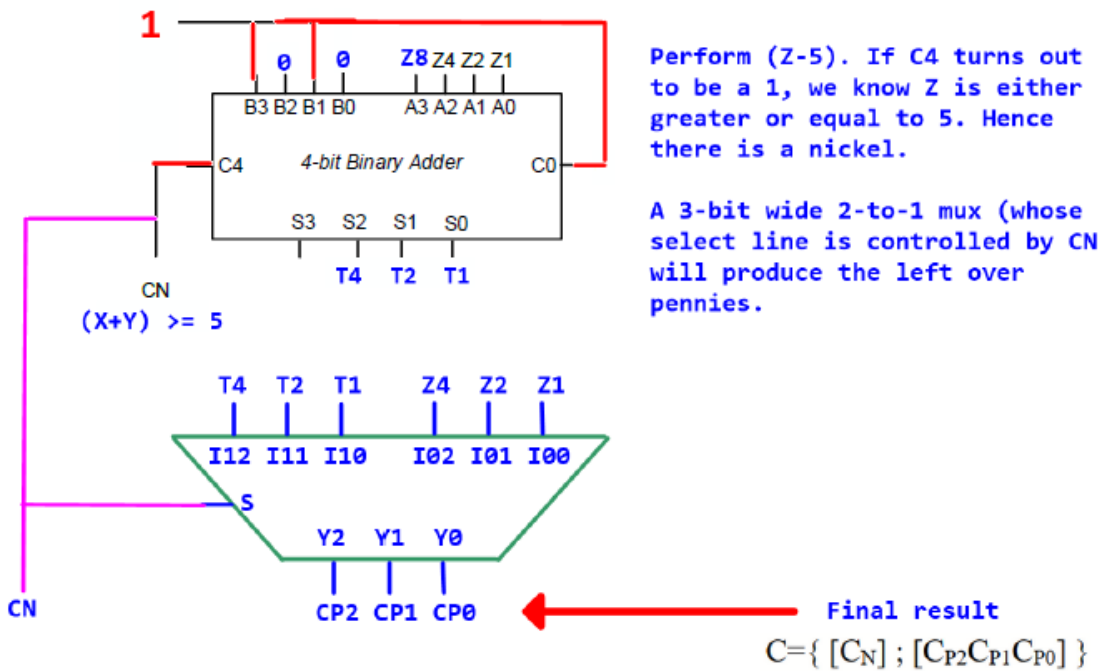 1
0 0 Z8 Z4 Z2 Z1
B3 B2 B1 B0 A3 A2 A1 A0
C4 4-bit Binary Adder C0
S3 S2 S1 S0
T4 T2 T1
CN
(X+Y) >= 5
Perform (Z-5). If C4 turns out
to be a 1, we know Z is either
greater or equal to 5. Hence
there is a nickel.
A 3-bit wide 2-to-1 mux (whose
select line is controlled by CN
will produce the left over
pennies.
T4 T2 T1 Z4 Z2 Z1
I12 I11 I10 I02 I01 I00
S
Y2 Y1 Y0
CN CP2 CP1 CP0
Final result
C={ [CN] ; [CP2CP1CP0] }